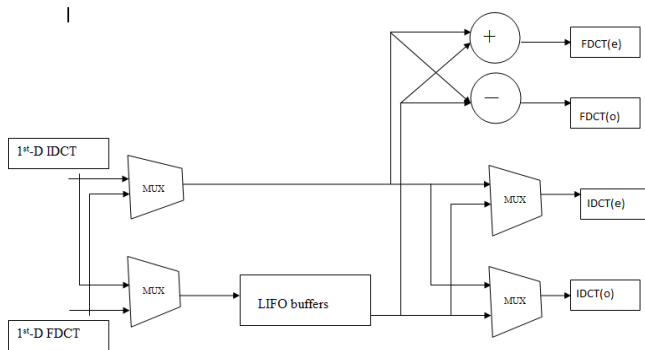 +
FDCT(e)
−
FDCT(o)
1st-D IDCT
MUX
MUX
IDCT(e)
MUX
LIFO buffers
MUX
IDCT(o)
1st-D FDCT